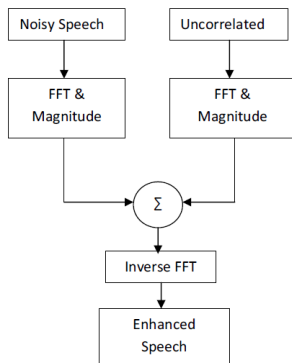 Noisy Speech
Uncorrelated
FFT &
Magnitude
FFT &
Magnitude
Σ
Inverse FFT
Enhanced
Speech